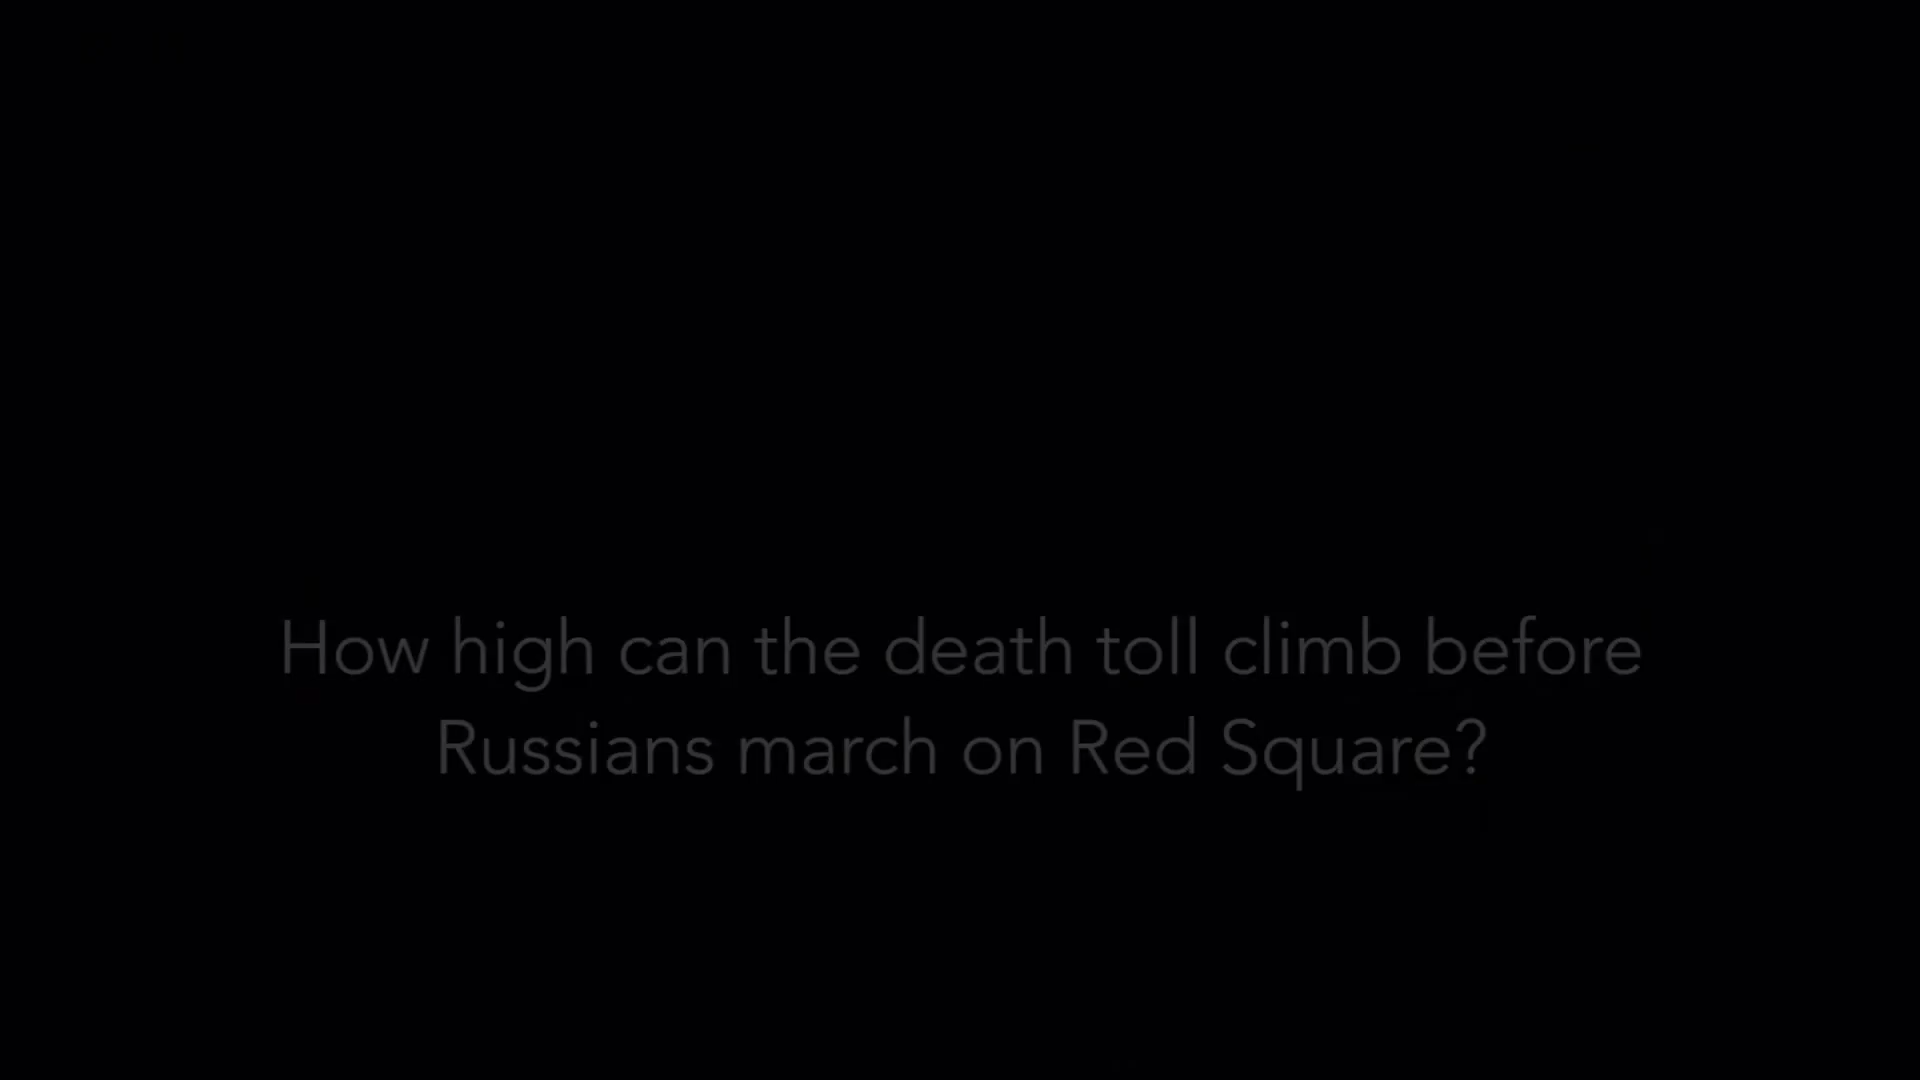 How high can the death toll climb before
Russians march on Red Square?